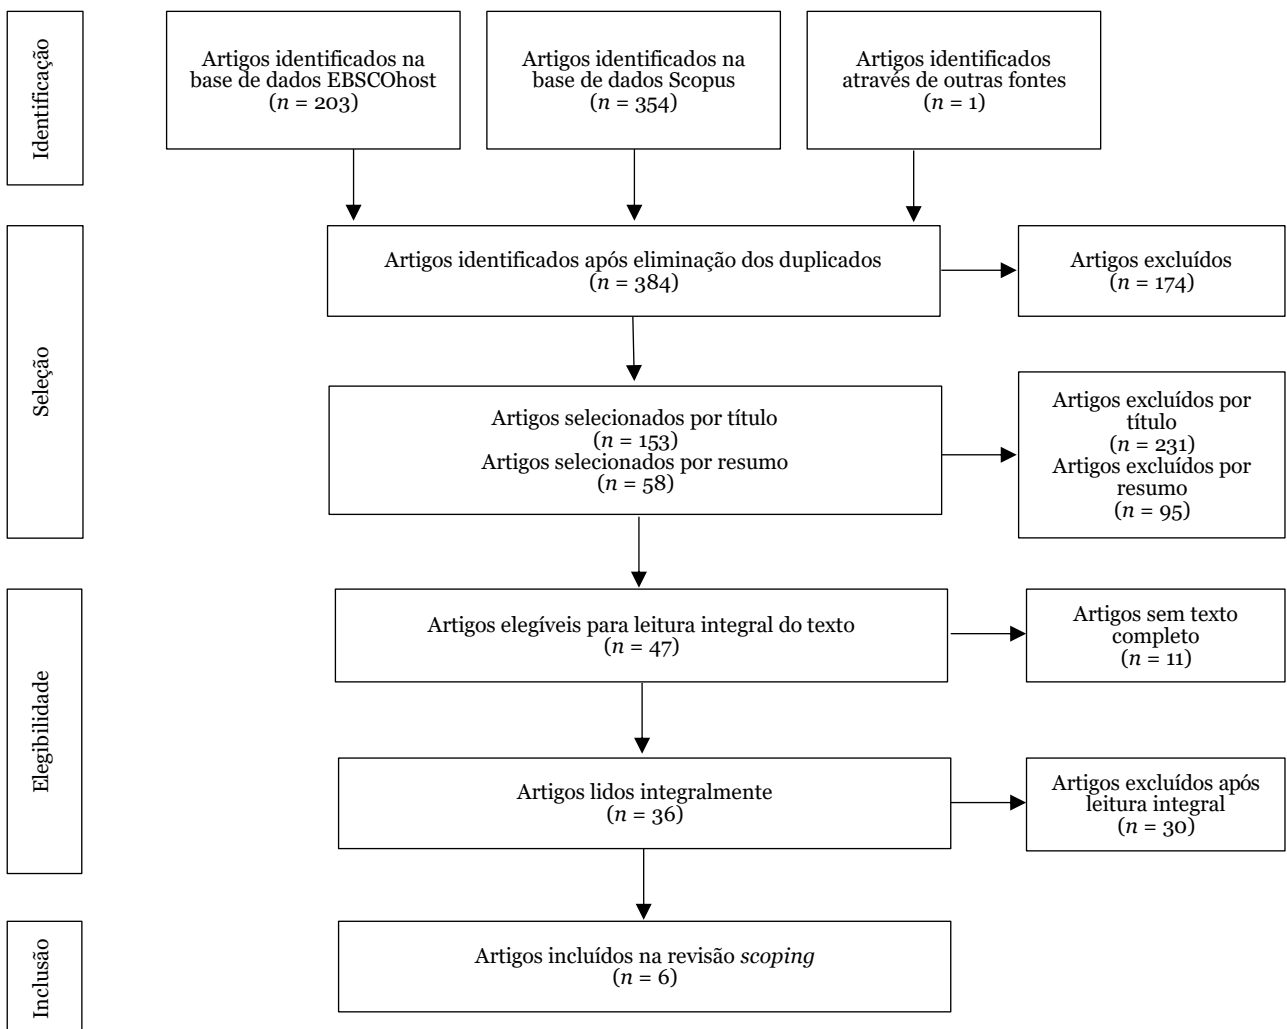 Identificação
Artigos identificados na
base de dados EBSCOhost
(n = 203)
Artigos identificados na
base de dados Scopus
(n = 354)
Artigos identificados
através de outras fontes
(n = 1)
Seleção
Artigos identificados após eliminação dos duplicados
(n = 384)
Artigos excluídos
(n = 174)
Artigos selecionados por título
(n = 153)
Artigos selecionados por resumo
(n = 58)
Artigos excluídos por
título
(n = 231)
Artigos excluídos por
resumo
(n = 95)
Elegibilidade
Artigos elegíveis para leitura integral do texto
(n = 47)
Artigos sem texto
completo
(n = 11)
Artigos lidos integralmente
(n = 36)
Artigos excluídos após
leitura integral
(n = 30)
Inclusão
Artigos incluídos na revisão scoping
(n = 6)